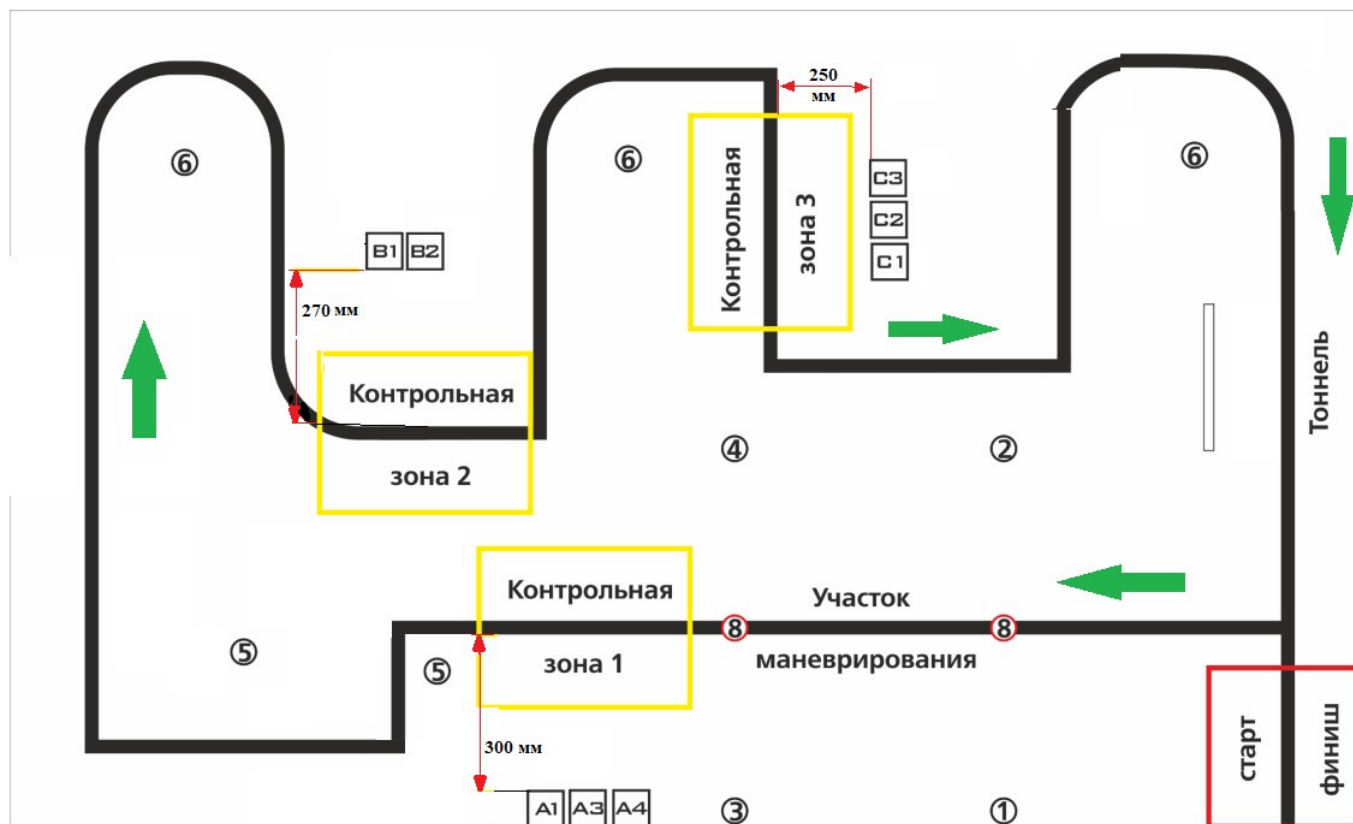 250
мм
⑥
⑥
⑥
Контрольная
зона 3
C3
C2
C1
B1 B2
270 мм
Тоннель
Контрольная
зона 2
④
②
Контрольная
зона 1
Участок
маневрирования
⑧
⑧
⑤
⑤
300 мм
старт
финиш
A1 A3 A4
③
①